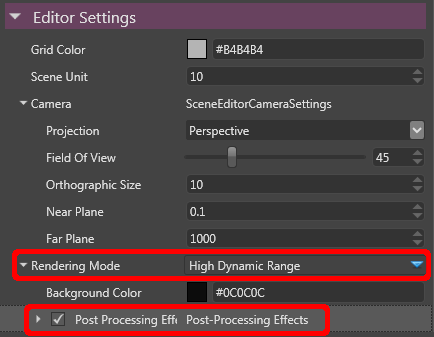 Editor Settings
Grid Color #B4B4B4
Scene Unit 10
Camera SceneEditorCameraSettings
Projection Perspective
Field Of View 45
Orthographic Size 10
Near Plane 0.1
Far Plane 1000
Rendering Mode High Dynamic Range
Background Color #0C0C0C
Post Processing Effe Post-Processing Effects